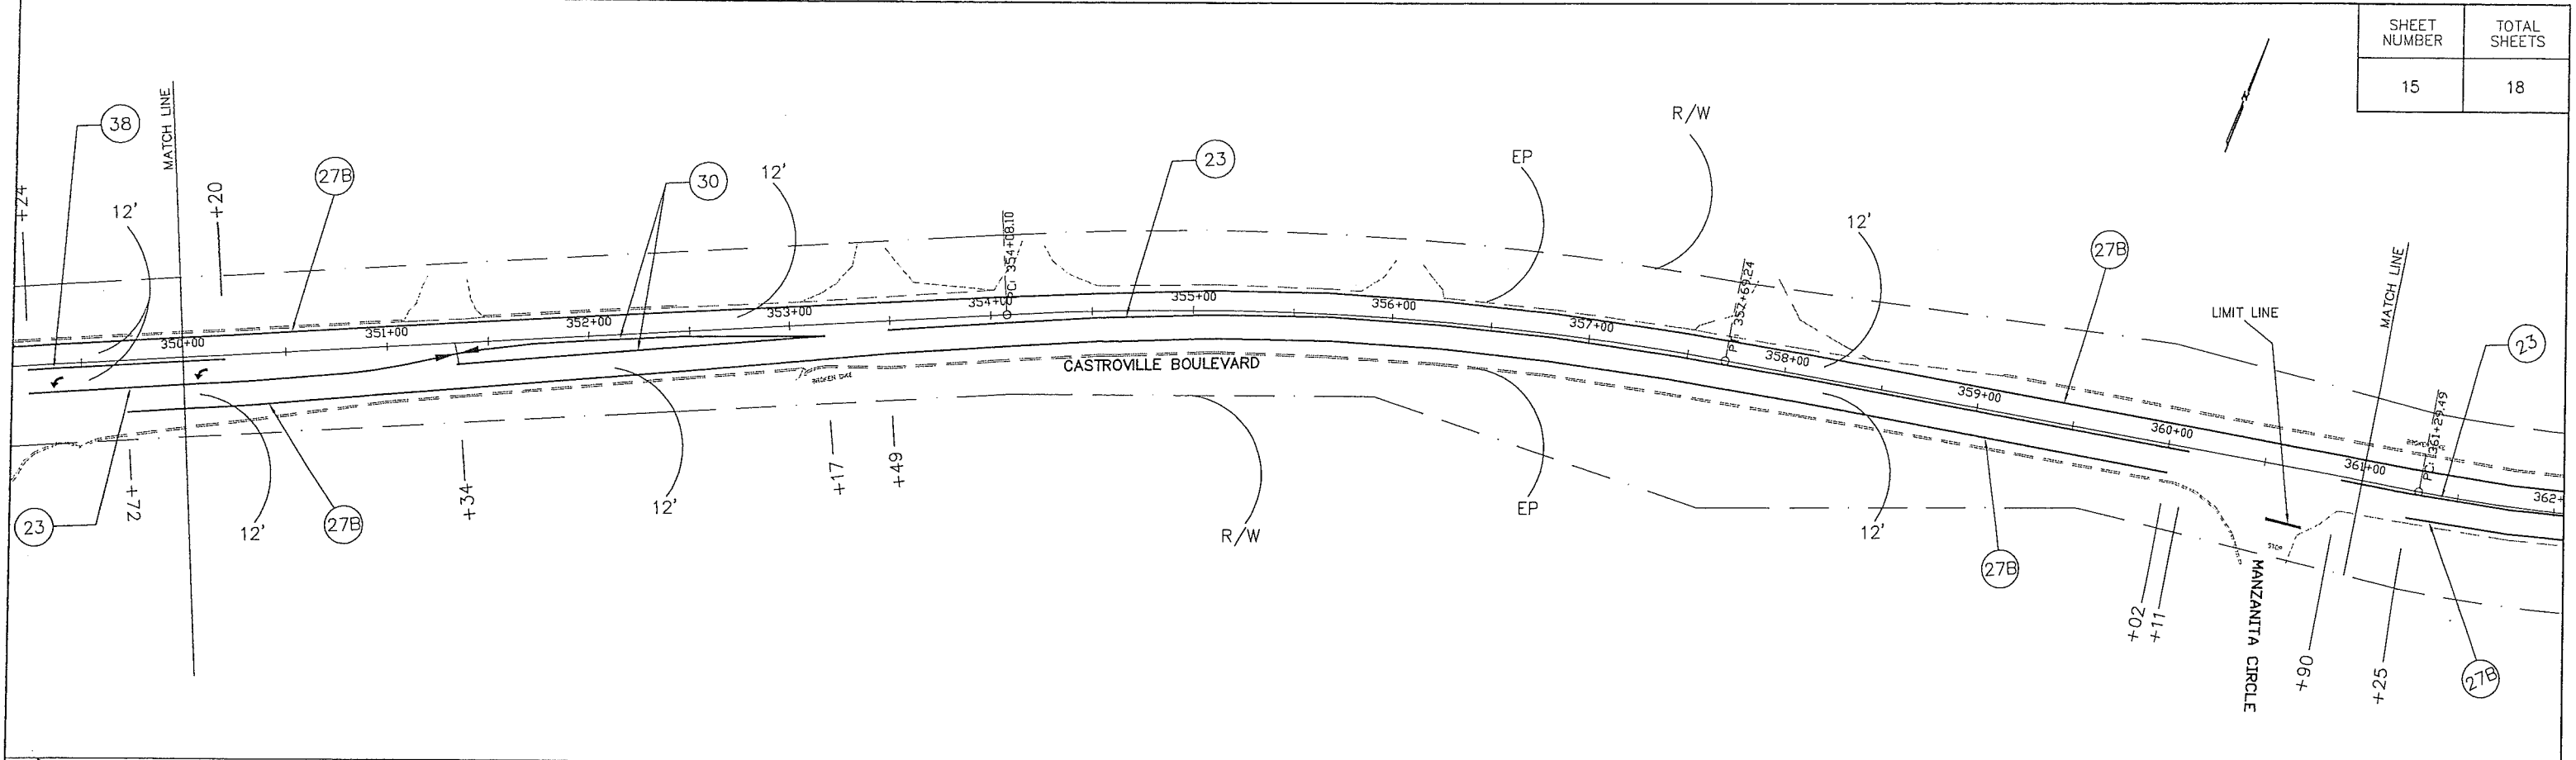 SHEET NUMBER
TOTAL SHEETS
15
18
38
MATCH LINE
+24
12'
+20
27B
30
12'
23
EP
R/W
12'
27B
MATCH LINE
LIMIT LINE
23
350+00
351+00
352+00
353+00
354+00
355+00
356+00
357+00
358+00
359+00
360+00
361+00
362+
354+08.10
357+69.24
PC: 361+29.49
CASTROVILLE BOULEVARD
BROKEN DIKE
23
+72
12'
27B
+34
12'
+17
+49
R/W
EP
12'
27B
+02
+11
STOP
MANZANITA CIRCLE
+90
+25
27B